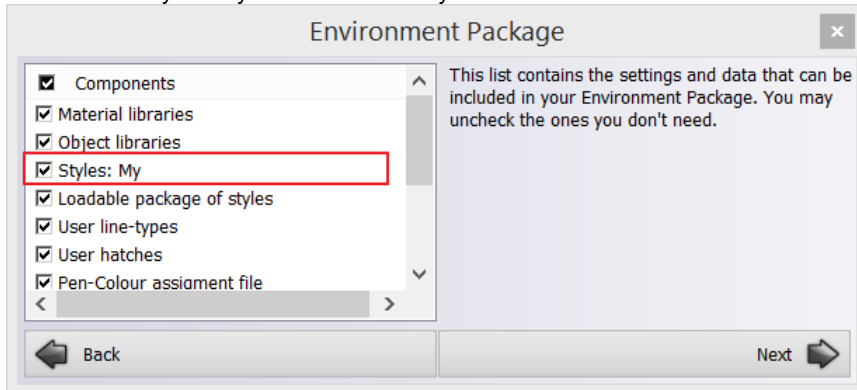 Environment Package
Components
Material libraries
Object libraries
Styles: My
Loadable package of styles
User line-types
User hatches
Pen-Colour assigment file
This list contains the settings and data that can be
included in your Environment Package. You may
uncheck the ones you don't need.
Back
Next